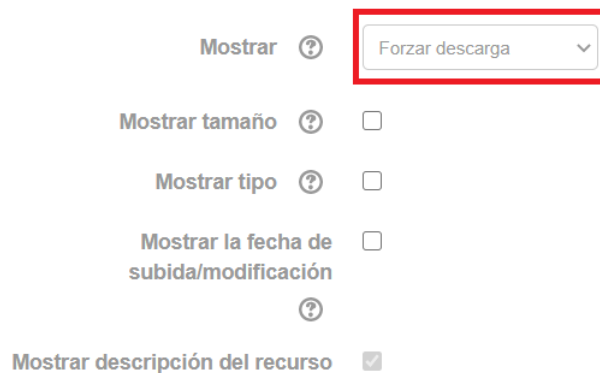 Mostrar
Forzar descarga
Mostrar tamaño
Mostrar tipo
Mostrar la fecha de
subida/modificación
Mostrar descripción del recurso